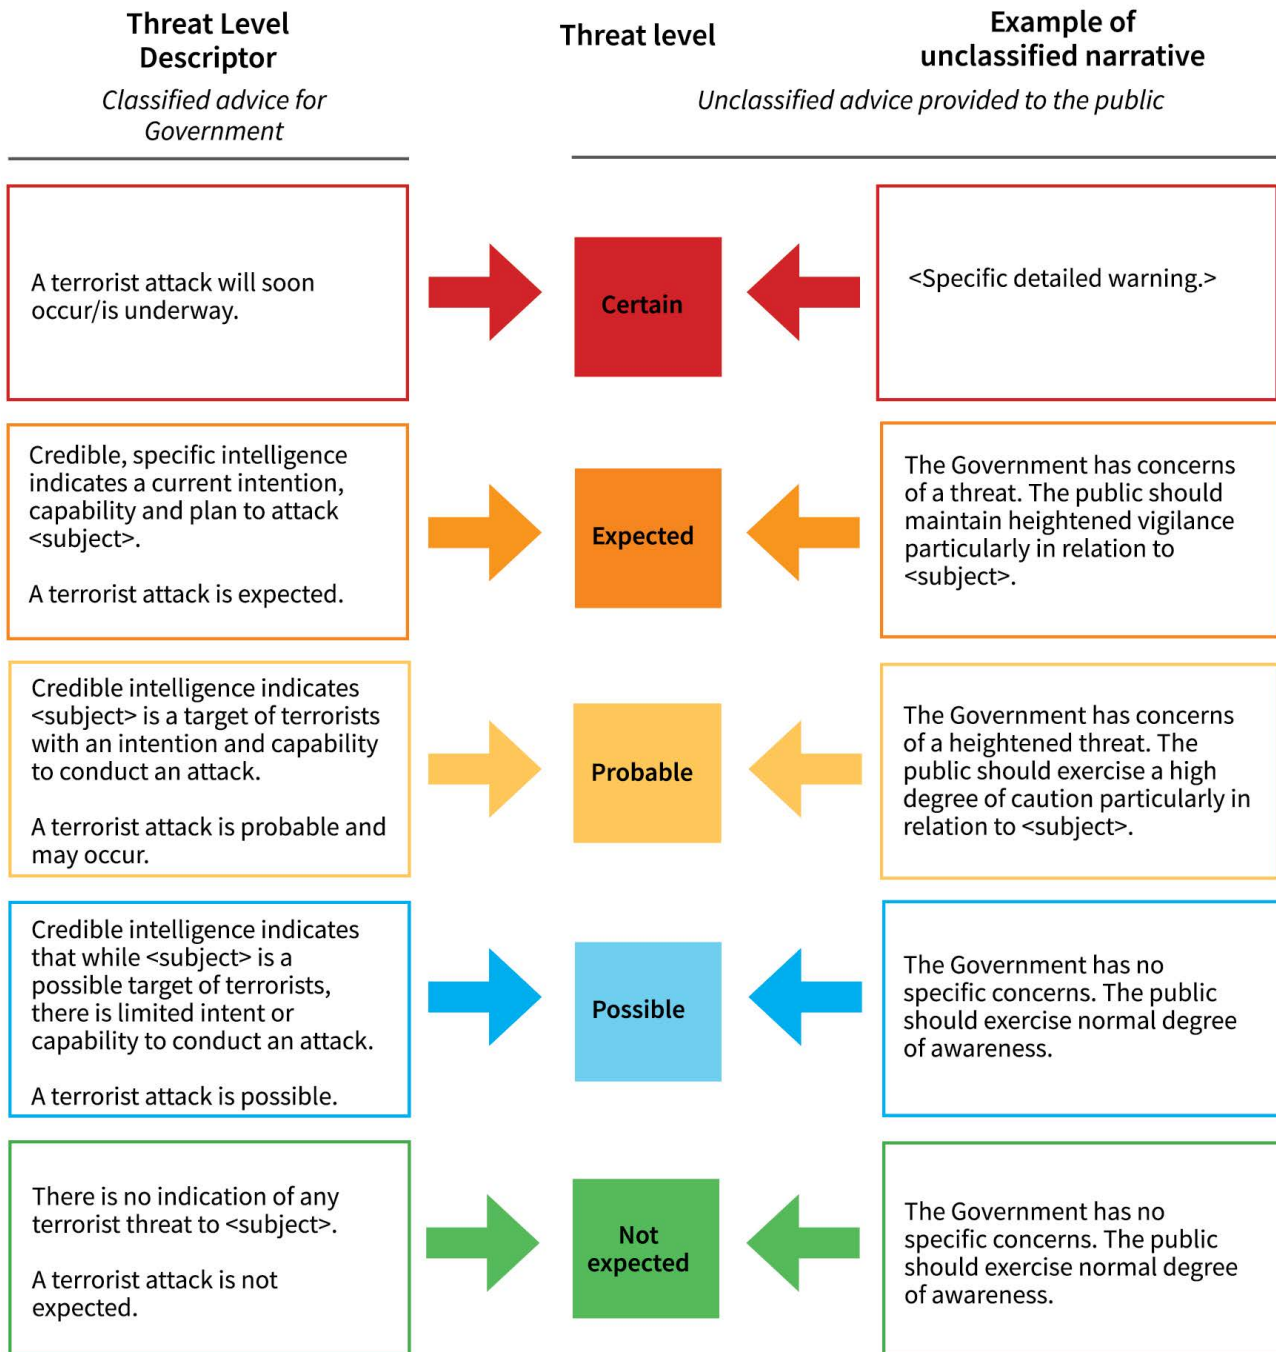 Threat Level
Descriptor
Classified advice for
Government
Threat level
Example of
unclassified narrative
Unclassified advice provided to the public
A terrorist attack will soon
occur/is underway.
Certain
<Specific detailed warning.>
Credible, specific intelligence
indicates a current intention,
capability and plan to attack
<subject>.
A terrorist attack is expected.
Expected
The Government has concerns
of a threat. The public should
maintain heightened vigilance
particularly in relation to
<subject>.
Credible intelligence indicates
<subject> is a target of terrorists
with an intention and capability
to conduct an attack.
A terrorist attack is probable and
may occur.
Probable
The Government has concerns
of a heightened threat. The
public should exercise a high
degree of caution particularly in
relation to <subject>.
Credible intelligence indicates
that while <subject> is a
possible target of terrorists,
there is limited intent or
capability to conduct an attack.
A terrorist attack is possible.
Possible
The Government has no
specific concerns. The public
should exercise normal degree
of awareness.
There is no indication of any
terrorist threat to <subject>.
A terrorist attack is not
expected.
Not
expected
The Government has no
specific concerns. The public
should exercise normal degree
of awareness.